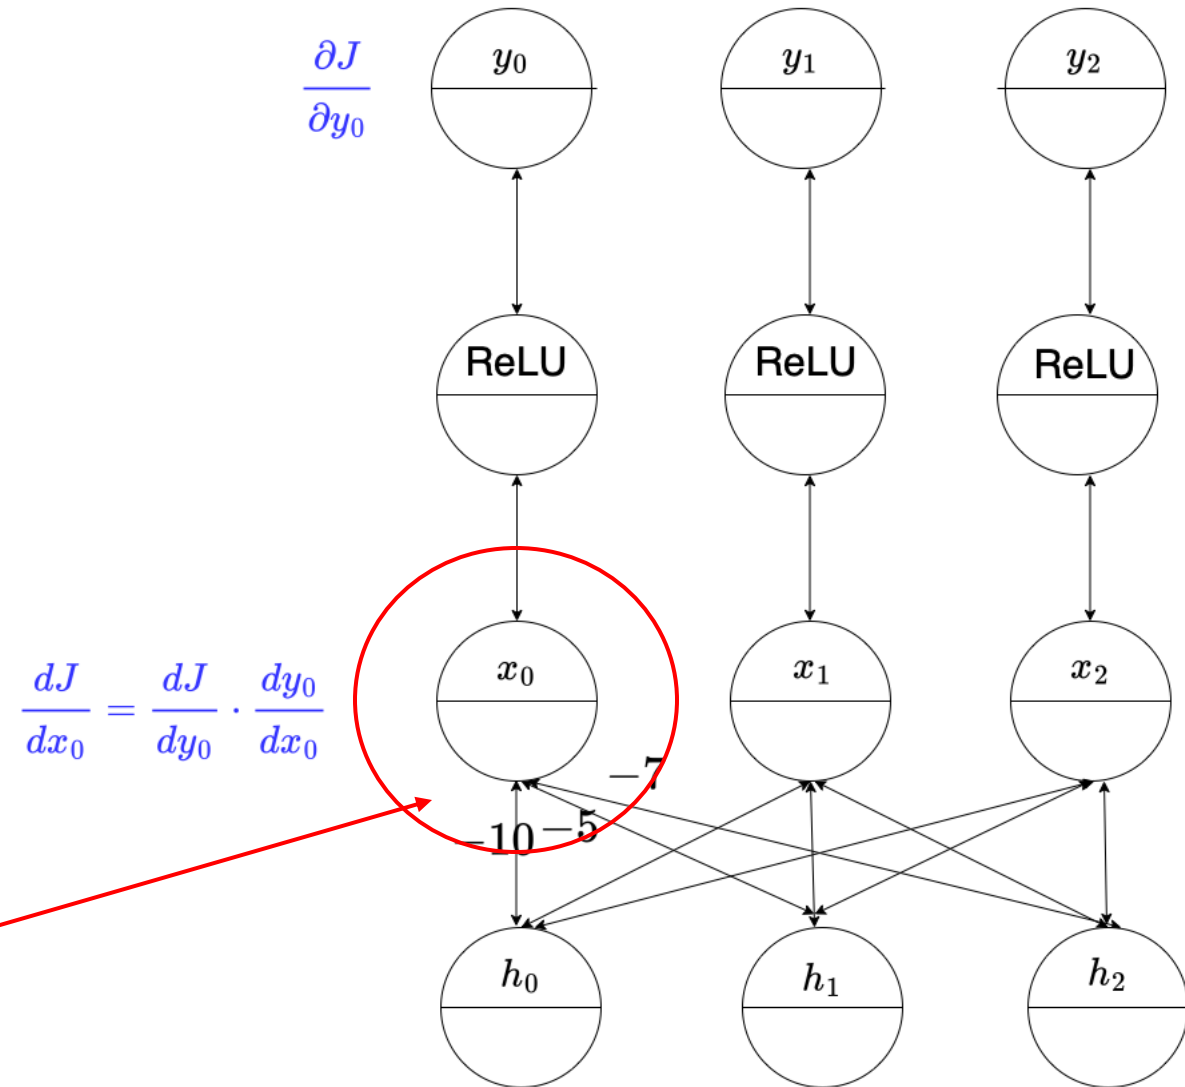 ∂J/∂y₀
y₀ y₁ y₂
ReLU ReLU ReLU
dJ/dx₀ = dJ/dy₀ · dy₀/dx₀
x₀ x₁ x₂
−7
−10 −5
h₀ h₁ h₂